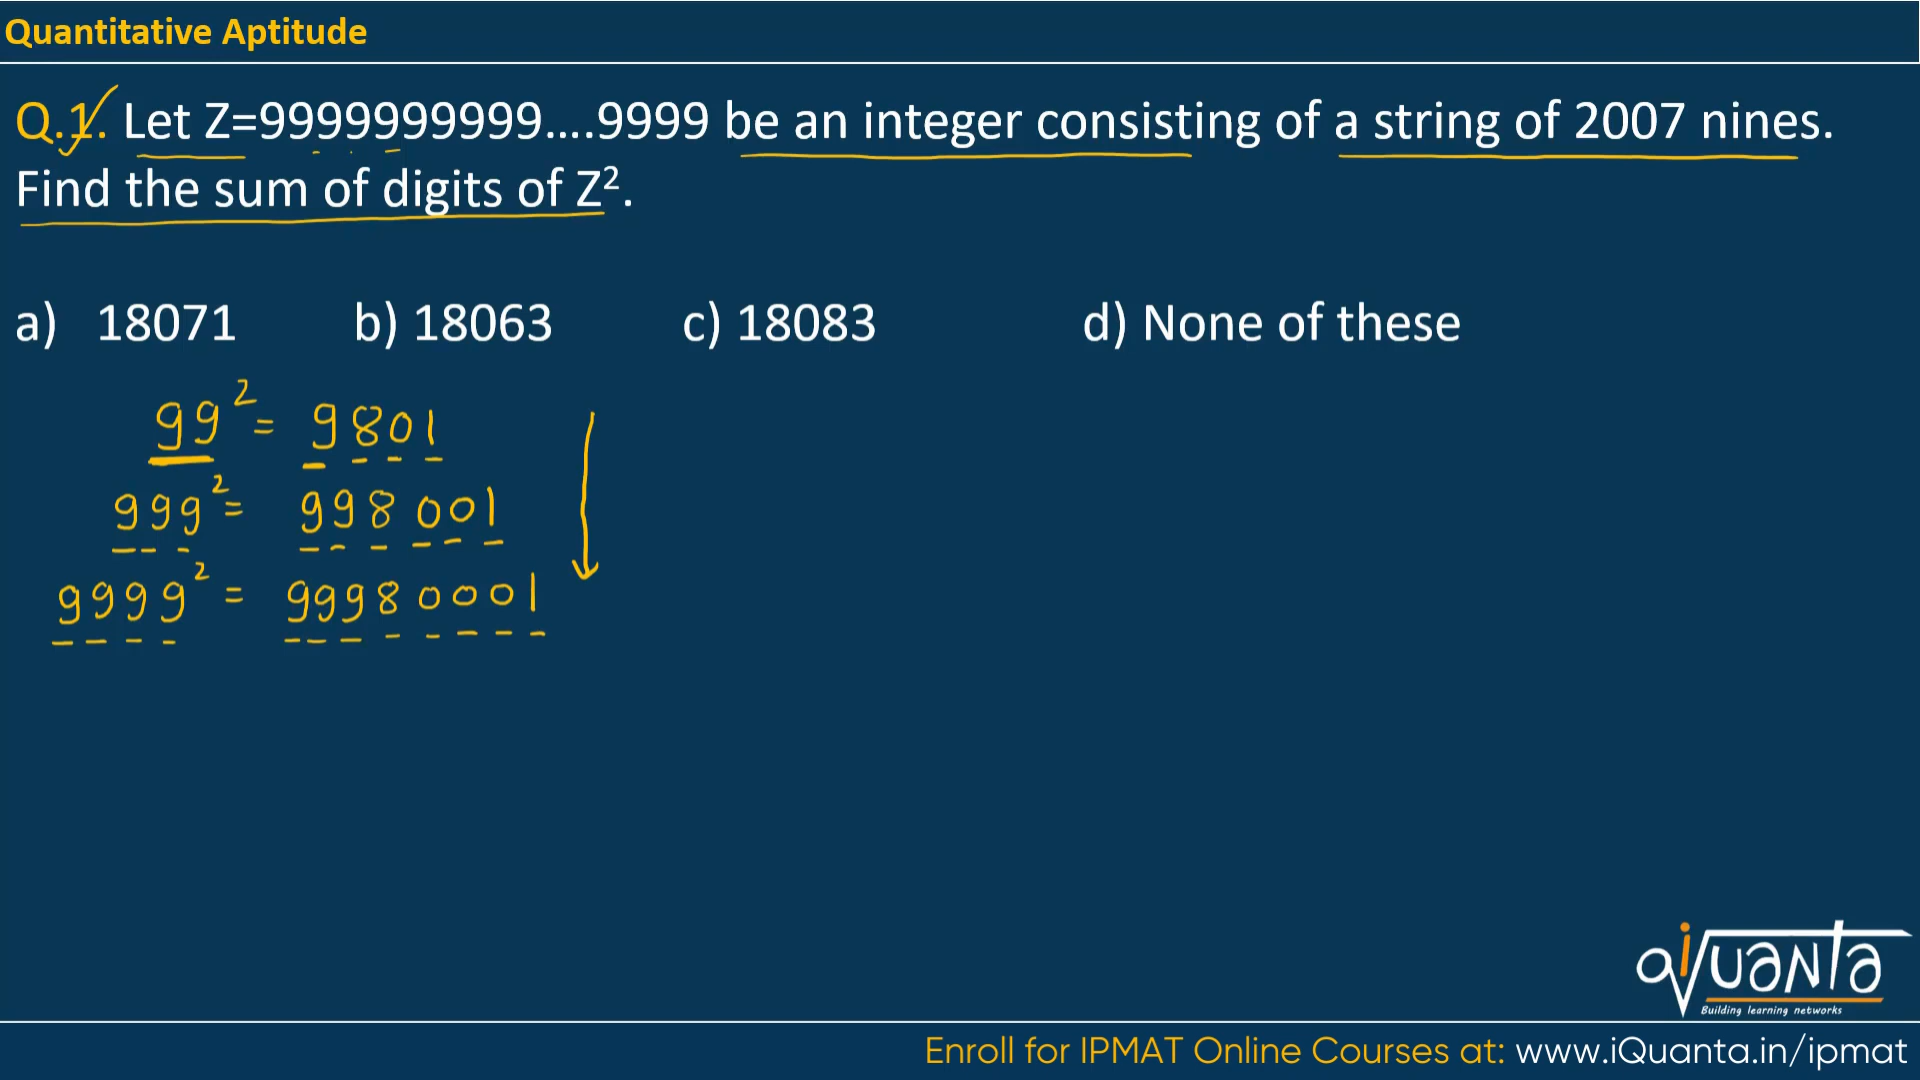 Quantitative Aptitude
Q.1. Let Z=9999999999....9999 be an integer consisting of a string of 2007 nines.
Find the sum of digits of Z².
a) 18071 b) 18063 c) 18083 d) None of these
99² = 9801
999² = 998001
9999² = 99980001
iQuanta
Building learning networks
Enroll for IPMAT Online Courses at: www.iQuanta.in/ipmat